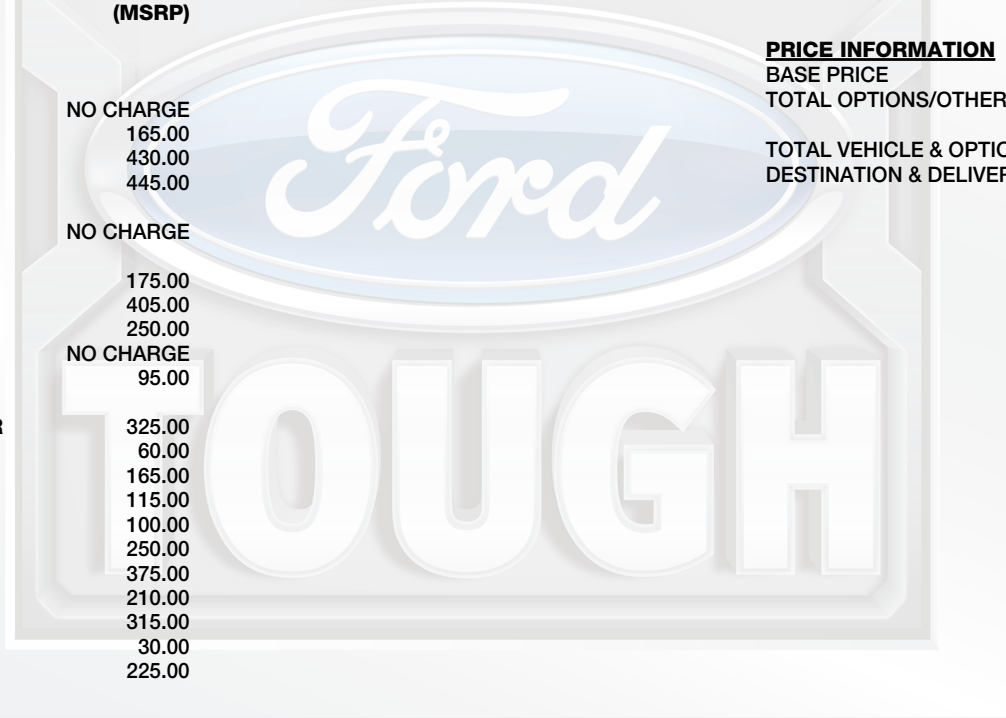 (MSRP)
NO CHARGE
165.00
430.00
445.00
NO CHARGE
175.00
405.00
250.00
NO CHARGE
95.00
R 325.00
60.00
165.00
115.00
100.00
250.00
375.00
210.00
315.00
30.00
225.00
PRICE INFORMATION
BASE PRICE
TOTAL OPTIONS/OTHER
TOTAL VEHICLE & OPTIO
DESTINATION & DELIVER
Ford
TOUGH